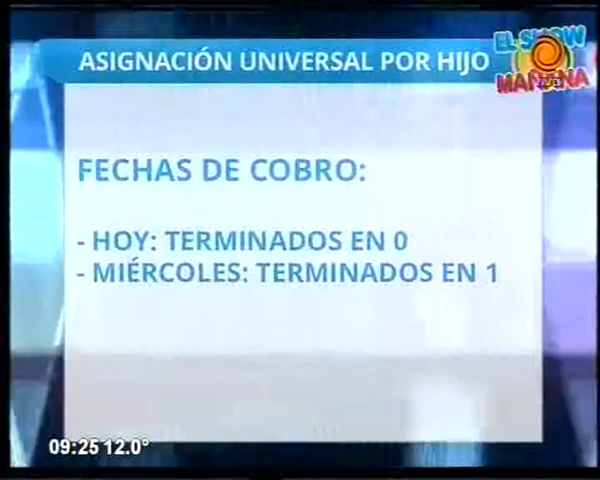 ASIGNACIÓN UNIVERSAL POR HIJO
EL SHOW
MAÑANA
FECHAS DE COBRO:
- HOY: TERMINADOS EN 0
- MIÉRCOLES: TERMINADOS EN 1
09:25 12.0°